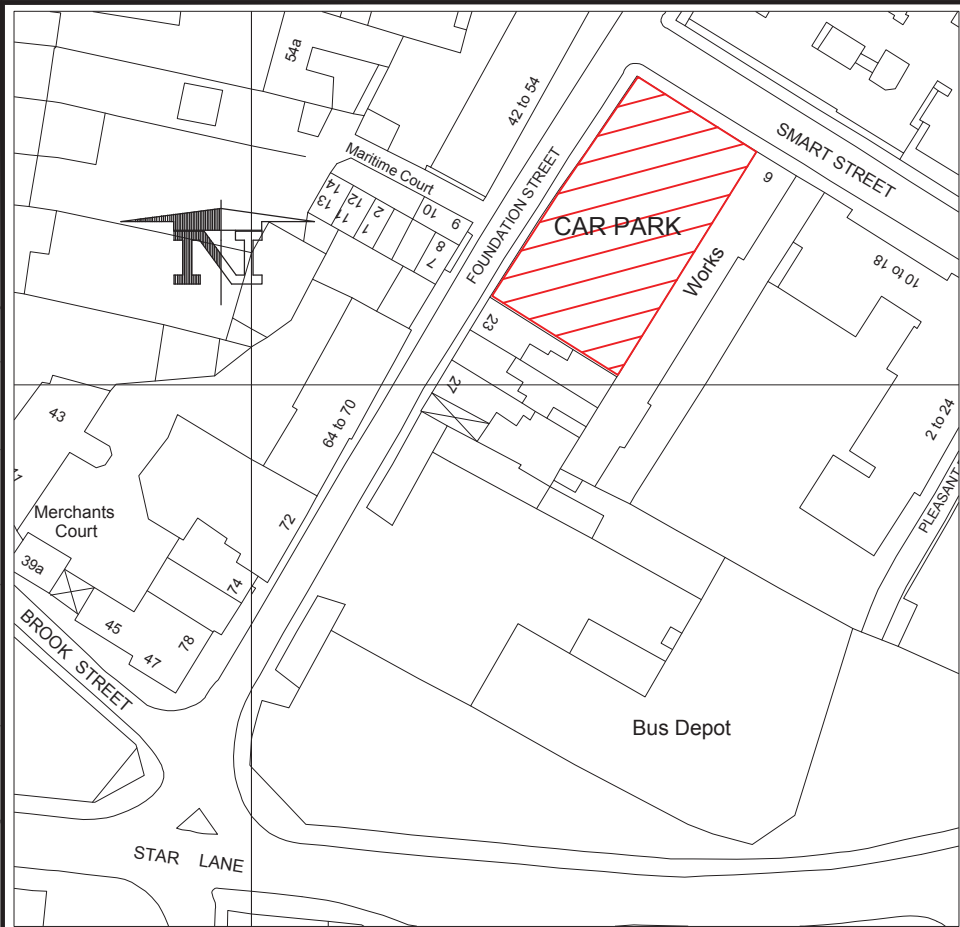 54a
42 to 54
SMART STREET
Maritime Court
FOUNDATION STREET
14
13
12
11
2
1
10
9
8
7
6
CAR PARK
Works
10 to 18
N
23
27
43
64 to 70
2 to 24
PLEASANT
Merchants
Court
72
39a
74
45
78
47
BROOK STREET
Bus Depot
STAR LANE